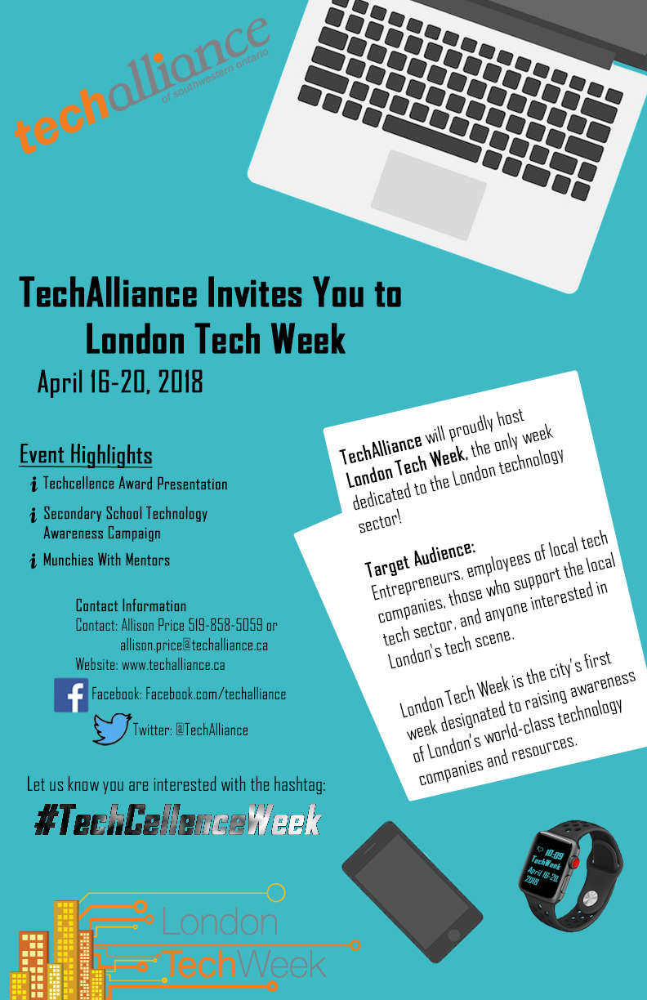 techalliance
of southwestern ontario
TechAlliance Invites You to
London Tech Week
April 16-20, 2018
Event Highlights
i Techcellence Award Presentation
i Secondary School Technology
Awareness Campaign
i Munchies With Mentors
Contact Information
Contact: Allison Price 519-858-5059 or
allison.price@techalliance.ca
Website: www.techalliance.ca
f Facebook: Facebook.com/techalliance
Twitter: @TechAlliance
Let us know you are interested with the hashtag:
#TechCellenceWeek
TechAlliance will proudly host
London Tech Week, the only week
dedicated to the London technology
sector!
Target Audience:
Entrepreneurs, employees of local tech
companies, those who support the local
tech sector, and anyone interested in
London's tech scene.
London Tech Week is the city's first
week designated to raising awareness
of London's world-class technology
companies and resources.
10:09
TechWeek
April 16-20,
2018
London
TechWeek